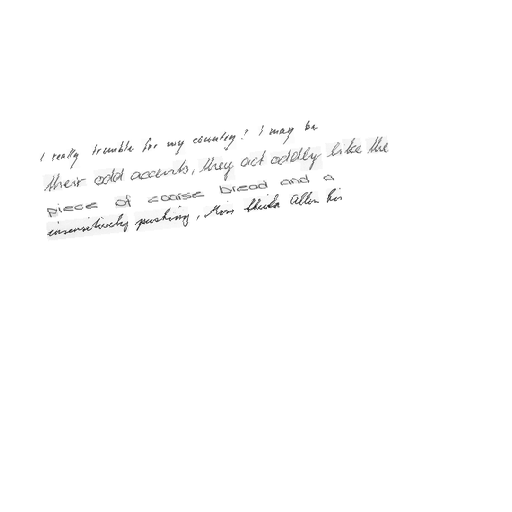 I really tremble for my country! I may be
their odd accents, they act oddly like the
piece of coarse bread and a
insensitively pushing, Miss Sheila Allen his